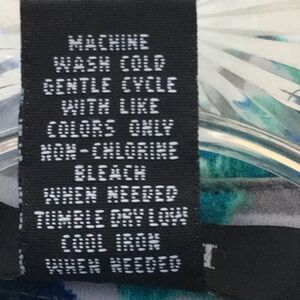 MACHINE
WASH COLD
GENTLE CYCLE
WITH LIKE
COLORS ONLY
NON-CHLORINE
BLEACH
WHEN NEEDED
TUMBLE DRY LOW
COOL IRON
WHEN NEEDED